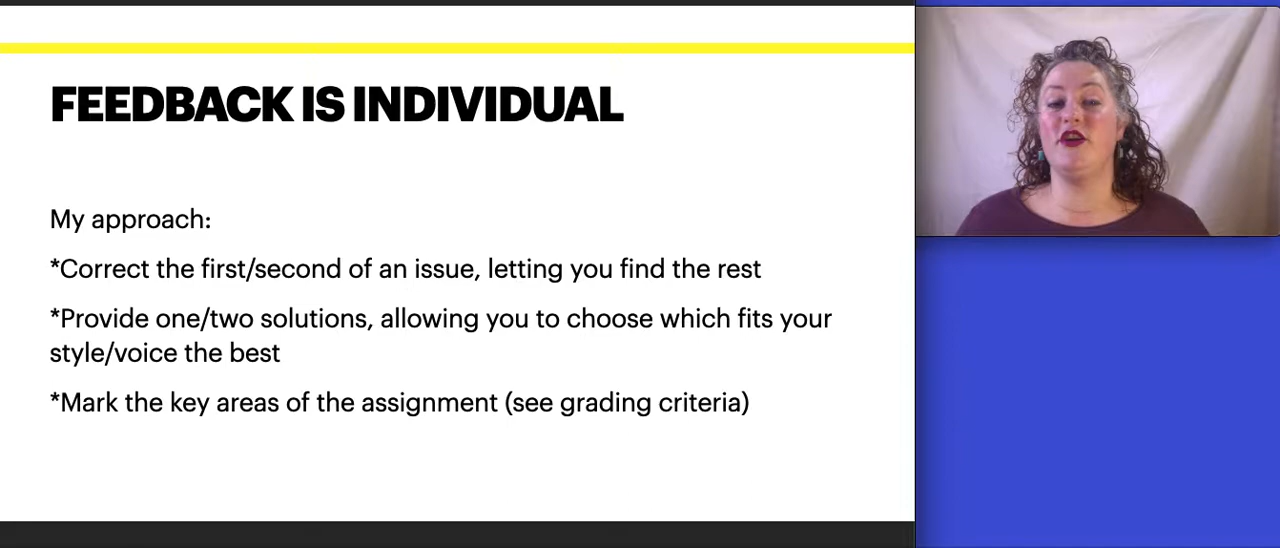 FEEDBACK IS INDIVIDUAL
My approach:
*Correct the first/second of an issue, letting you find the rest
*Provide one/two solutions, allowing you to choose which fits your
style/voice the best
*Mark the key areas of the assignment (see grading criteria)